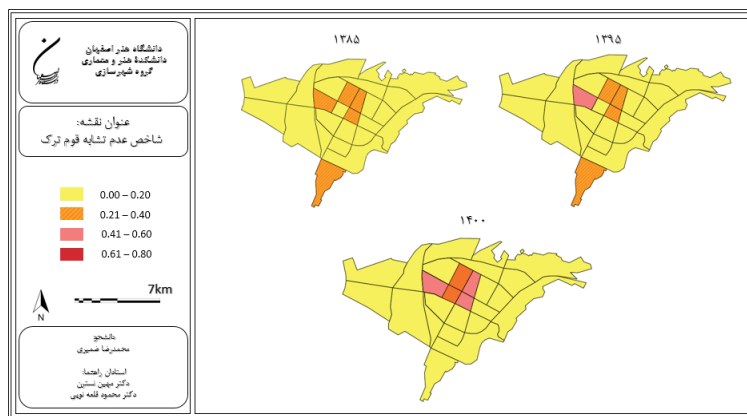 دانشگاه هنر اصفهان
دانشکدهٔ هنر و معماری
گروه شهرسازی
عنوان نقشه:
شاخص عدم تشابه قوم ترک
0.00 – 0.20
0.21 – 0.40
0.41 – 0.60
0.61 – 0.80
7km
N
دانشجو
محمدرضا ضمیری
استادان راهنما:
دکتر مهین نسترن
دکتر محمود قلعه نویی
۱۳۸۵
۱۳۹۵
۱۴۰۰